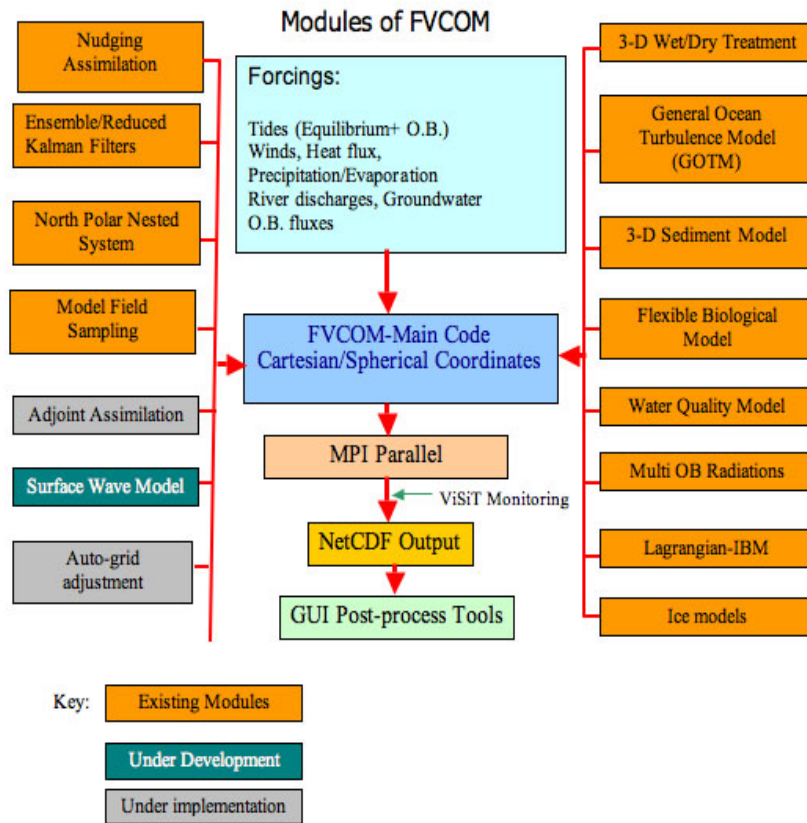 Modules of FVCOM
Nudging
Assimilation
Ensemble/Reduced
Kalman Filters
North Polar Nested
System
Model Field
Sampling
Adjoint Assimilation
Surface Wave Model
Auto-grid
adjustment
Forcings:
Tides (Equilibrium+ O.B.)
Winds, Heat flux,
Precipitation/Evaporation
River discharges, Groundwater
O.B. fluxes
FVCOM-Main Code
Cartesian/Spherical Coordinates
MPI Parallel
ViSiT Monitoring
NetCDF Output
GUI Post-process Tools
3-D Wet/Dry Treatment
General Ocean
Turbulence Model
(GOTM)
3-D Sediment Model
Flexible Biological
Model
Water Quality Model
Multi OB Radiations
Lagrangian-IBM
Ice models
Key:
Existing Modules
Under Development
Under implementation